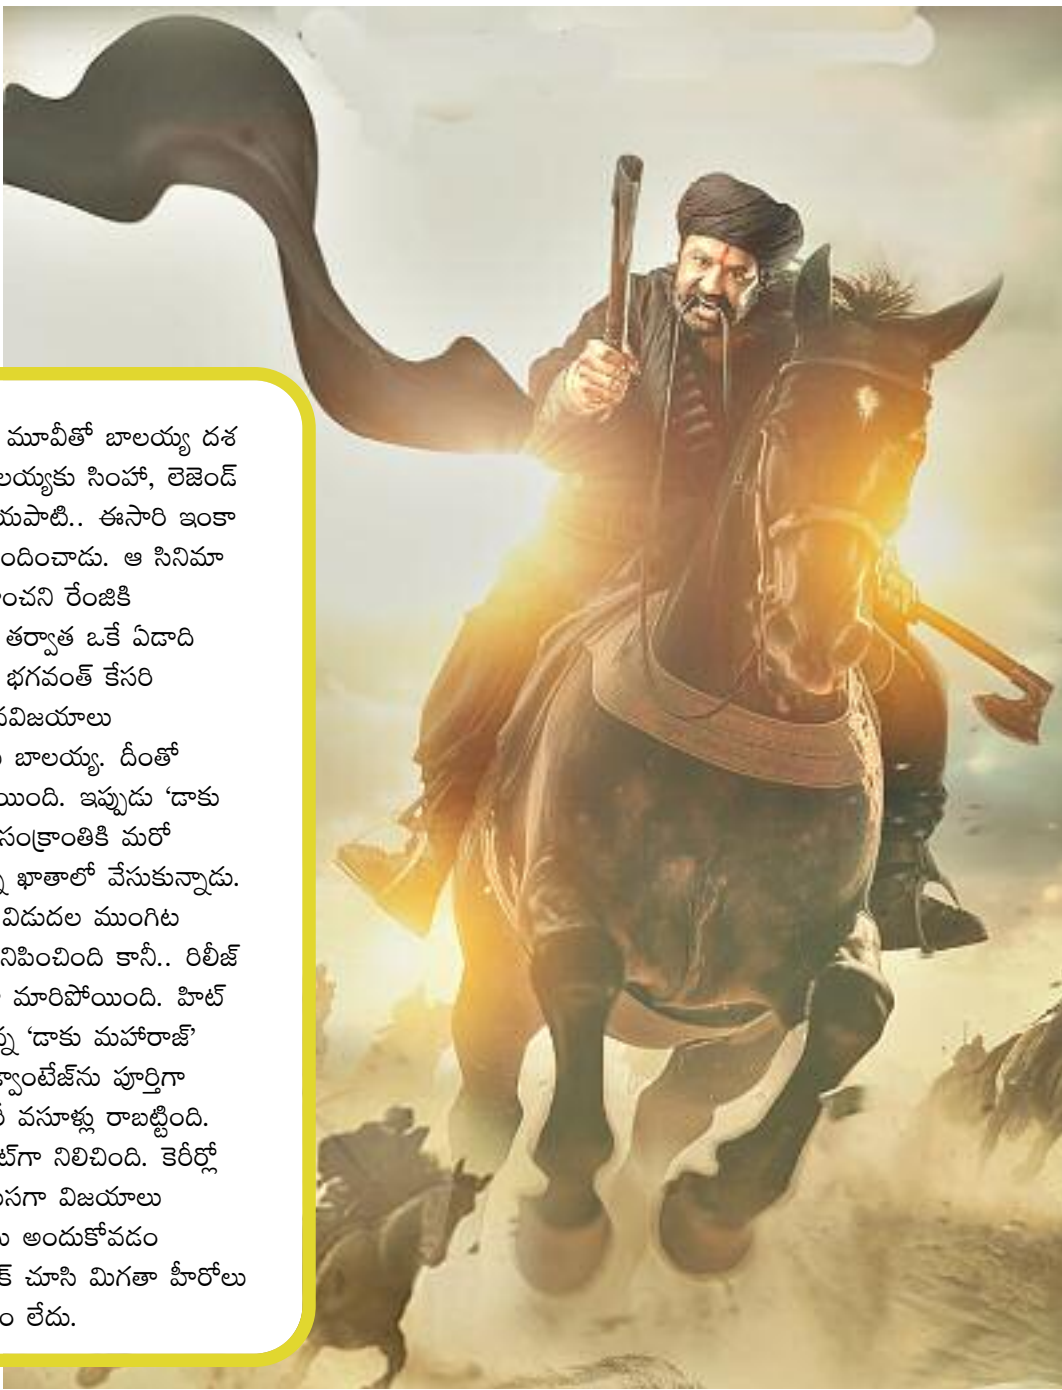 మూవీతో బాలయ్య దశ
లయ్యకు సింహా, లెజెండ్
యపాటి.. ఈసారి ఇంకా
ందించాడు. ఆ సినిమా
ంచని రేంజికి
తర్వాత ఒకే ఏడాది
భగవంత్ కేసరి
విజయాలు
బాలయ్య. దీంతో
యింది. ఇప్పుడు ‘డాకు
సంక్రాంతికి మరో
ఖాతాలో వేసుకున్నాడు.
విడుదల ముంగిట
నిపించింది కానీ.. రిలీజ్
మారిపోయింది. హిట్
న్న ‘డాకు మహారాజ్’
డ్వాంటేజ్‌ను పూర్తిగా
వసూళ్లు రాబట్టింది.
ట్‌గా నిలిచింది. కెరీర్లో
సగా విజయాలు
అందుకోవడం
క్ చూసి మిగతా హీరోలు
ం లేదు.